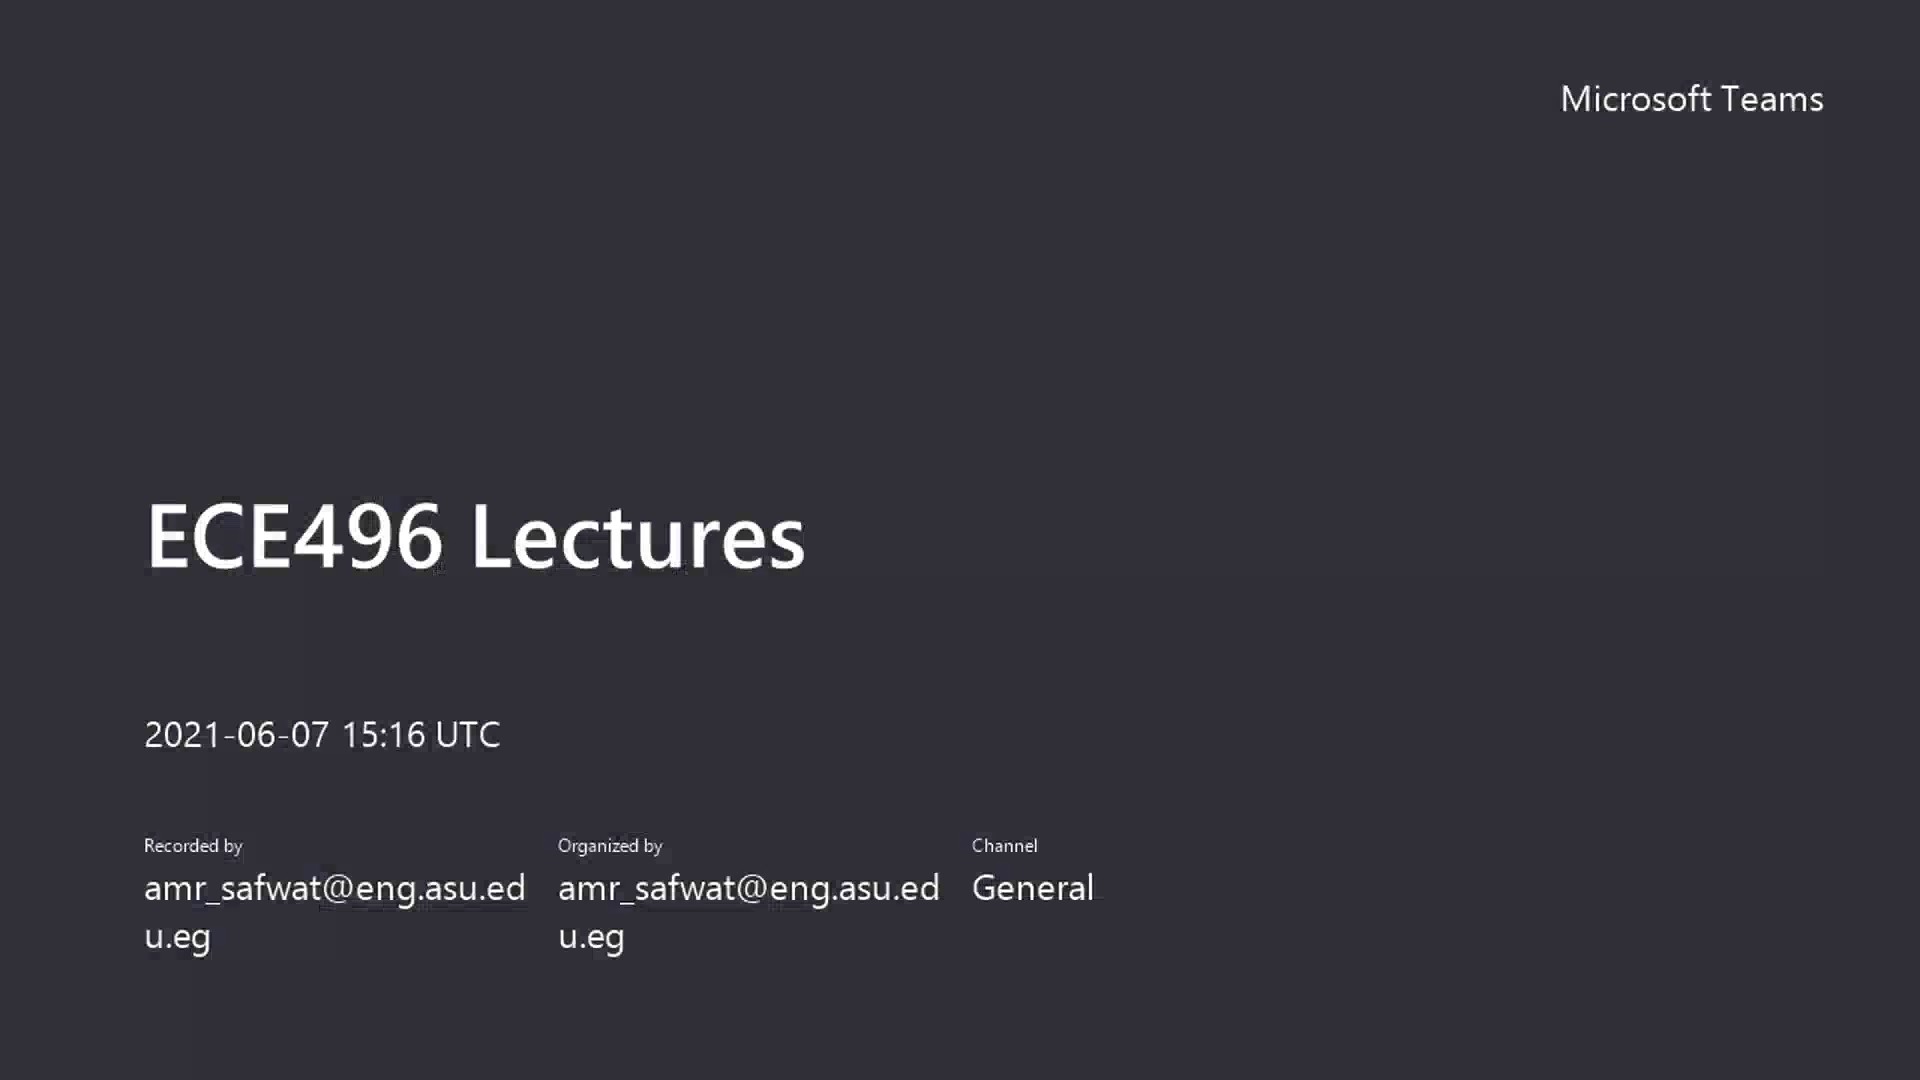 Microsoft Teams
ECE496 Lectures
2021-06-07 15:16 UTC
Recorded by
amr_safwat@eng.asu.ed
u.eg
Organized by
amr_safwat@eng.asu.ed
u.eg
Channel
General